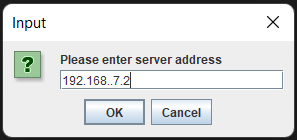 Input
Please enter server address
192.168..7.2
OK
Cancel